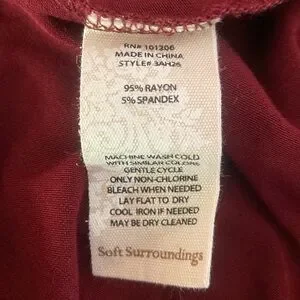 RN# 101206
MADE IN CHINA
STYLE# 3AH26
95% RAYON
5% SPANDEX
MACHINE WASH COLD
WITH SIMILAR COLORS
GENTLE CYCLE
ONLY NON-CHLORINE
BLEACH WHEN NEEDED
LAY FLAT TO DRY
COOL IRON IF NEEDED
MAY BE DRY CLEANED
Soft Surroundings